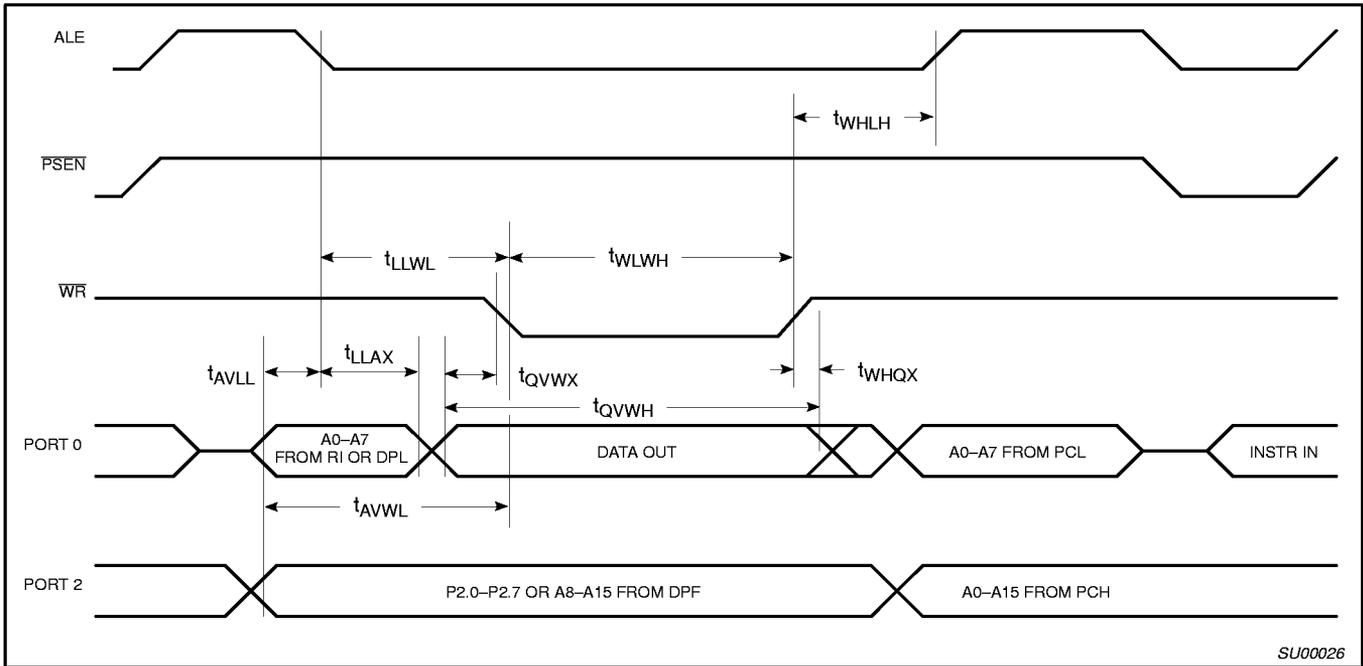 ALE
tWHLH
PSEN
tLLWL
tWLWH
WR
tAVLL
tLLAX
tQVWX
tWHQX
tQVWH
PORT 0
A0–A7
FROM RI OR DPL
DATA OUT
A0–A7 FROM PCL
INSTR IN
tAVWL
PORT 2
P2.0–P2.7 OR A8–A15 FROM DPF
A0–A15 FROM PCH
SU00026